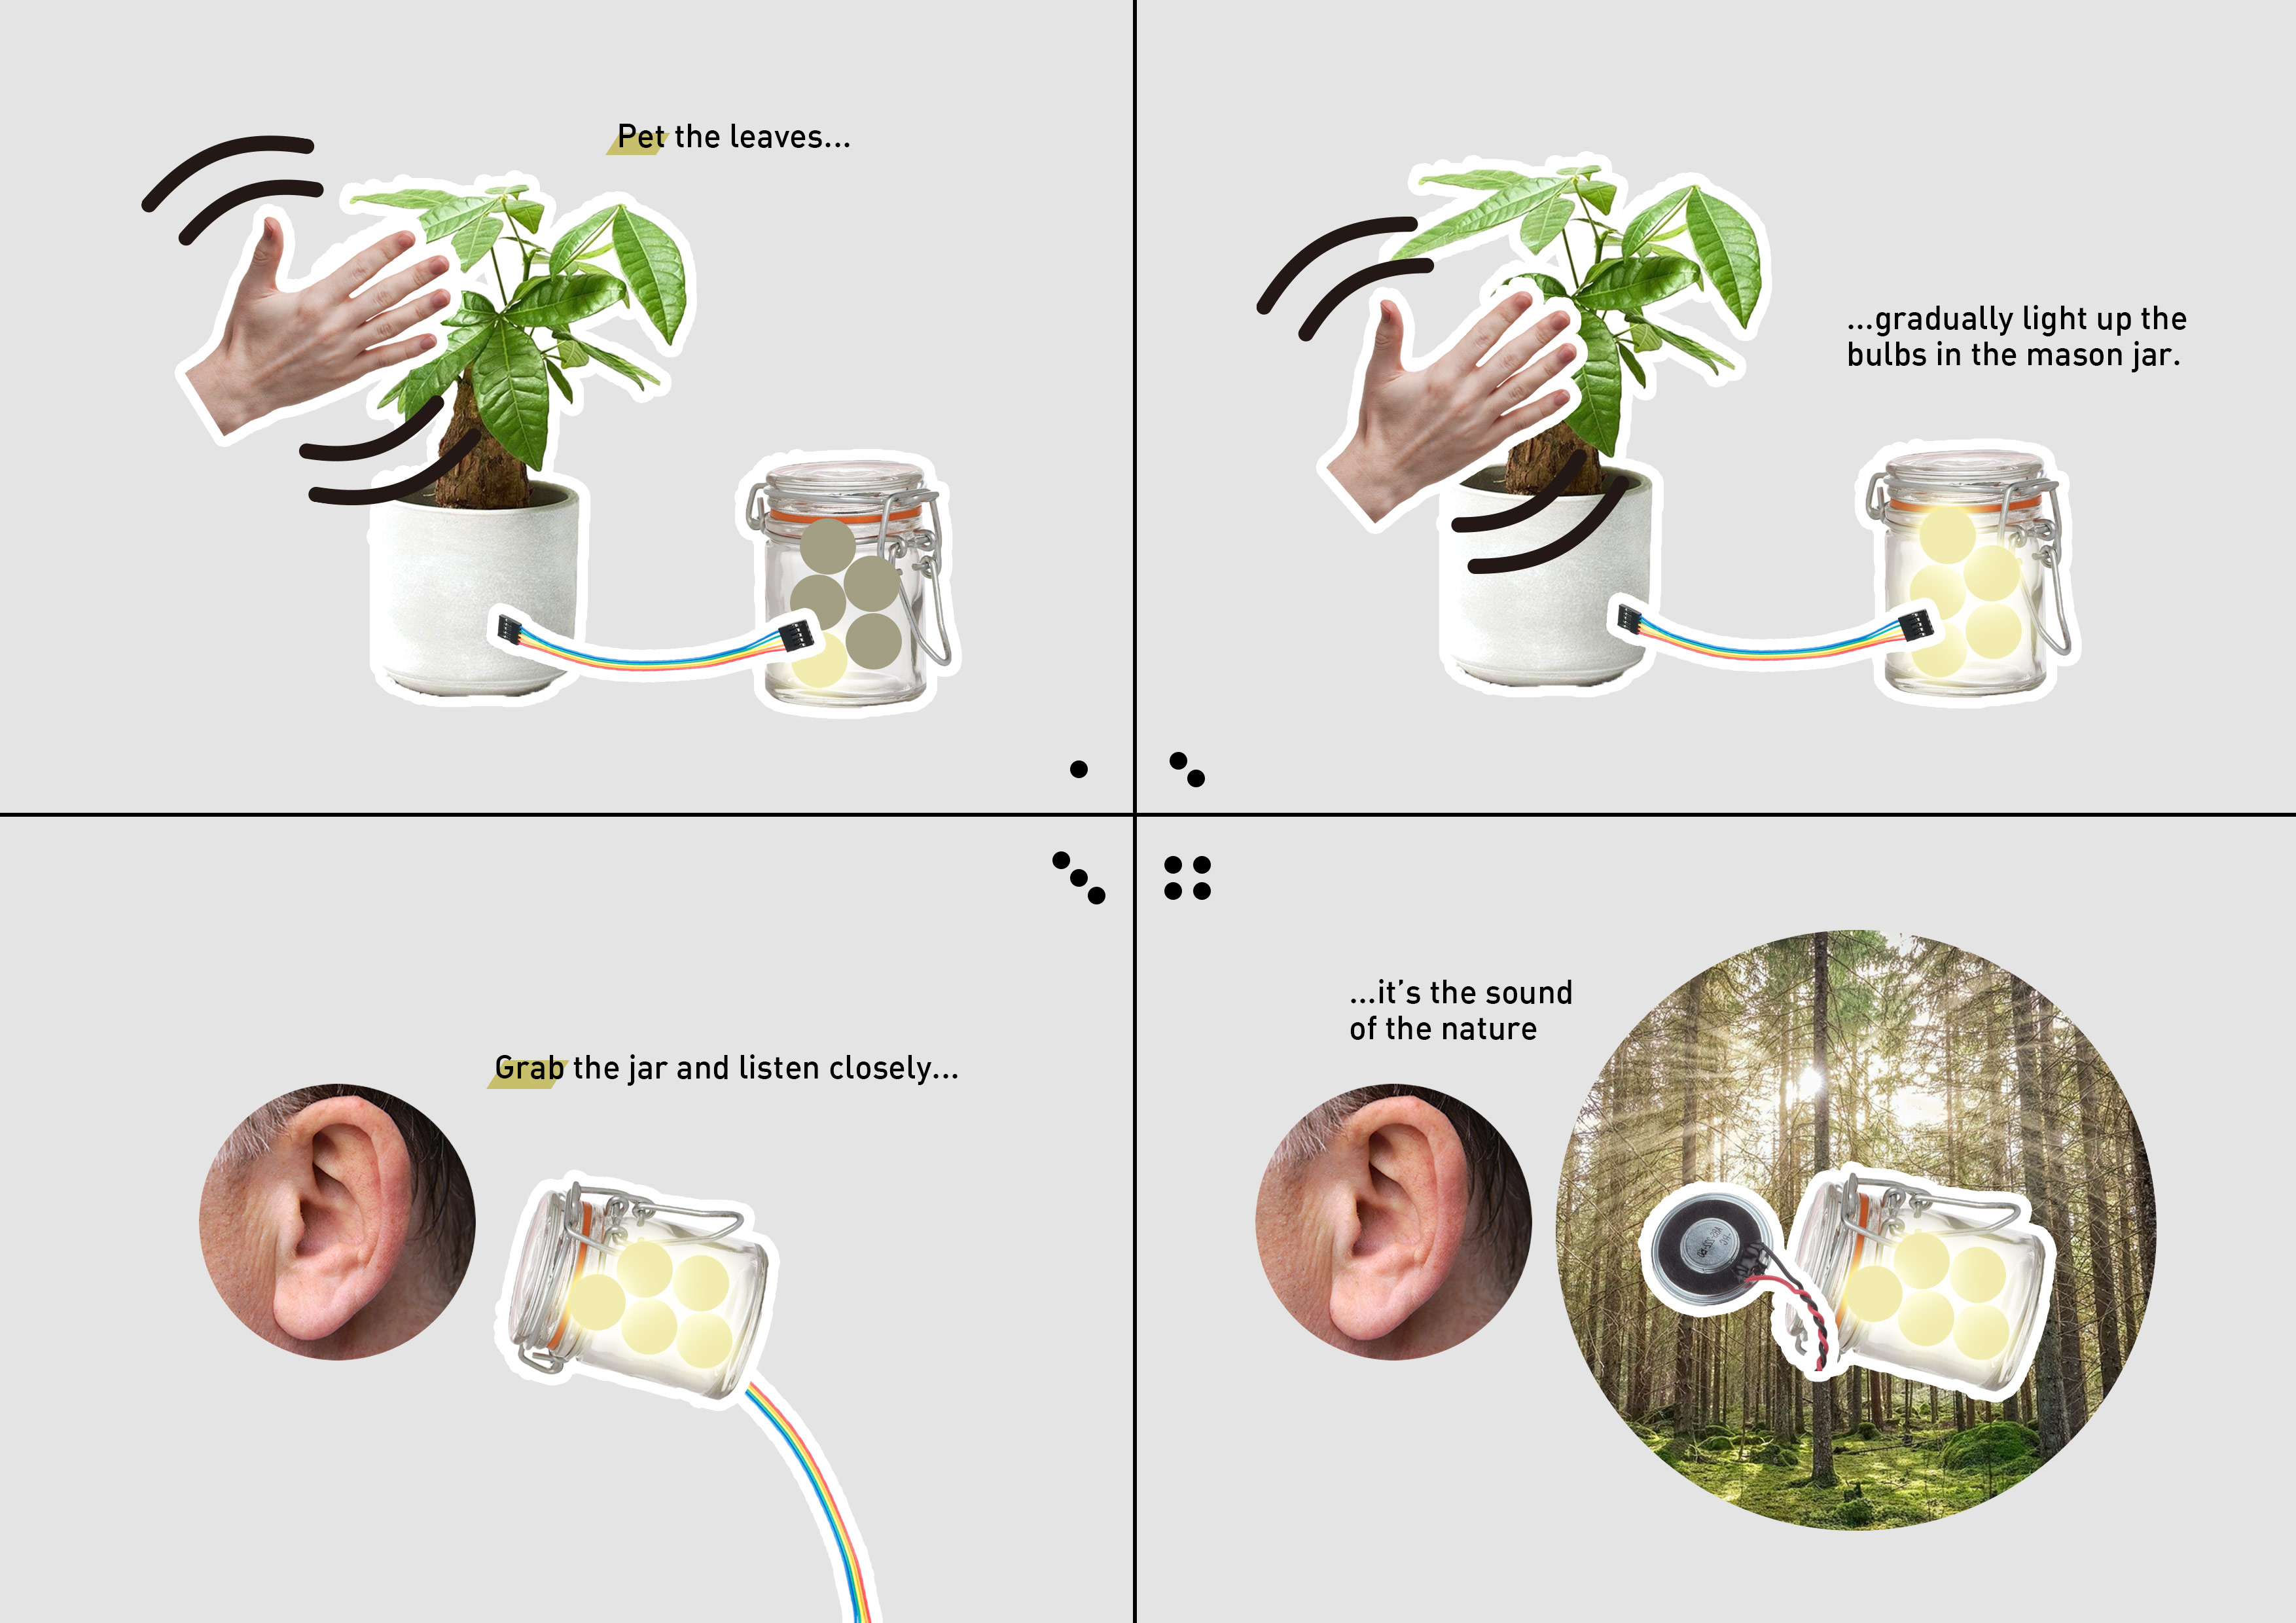 Pet the leaves...
...gradually light up the
bulbs in the mason jar.
Grab the jar and listen closely...
...it's the sound
of the nature